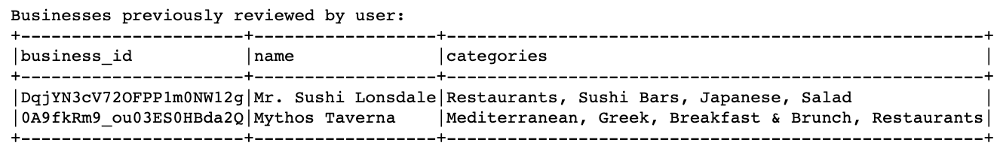 Businesses previously reviewed by user:
+----------------------+------------------+-----------------------------------------------------+
|business_id           |name              |categories                                           |
+----------------------+------------------+-----------------------------------------------------+
|DqjYN3cV72OFPP1m0NW12g|Mr. Sushi Lonsdale|Restaurants, Sushi Bars, Japanese, Salad             |
|0A9fkRm9_ou03ES0HBda2Q|Mythos Taverna    |Mediterranean, Greek, Breakfast & Brunch, Restaurants|
+----------------------+------------------+-----------------------------------------------------+